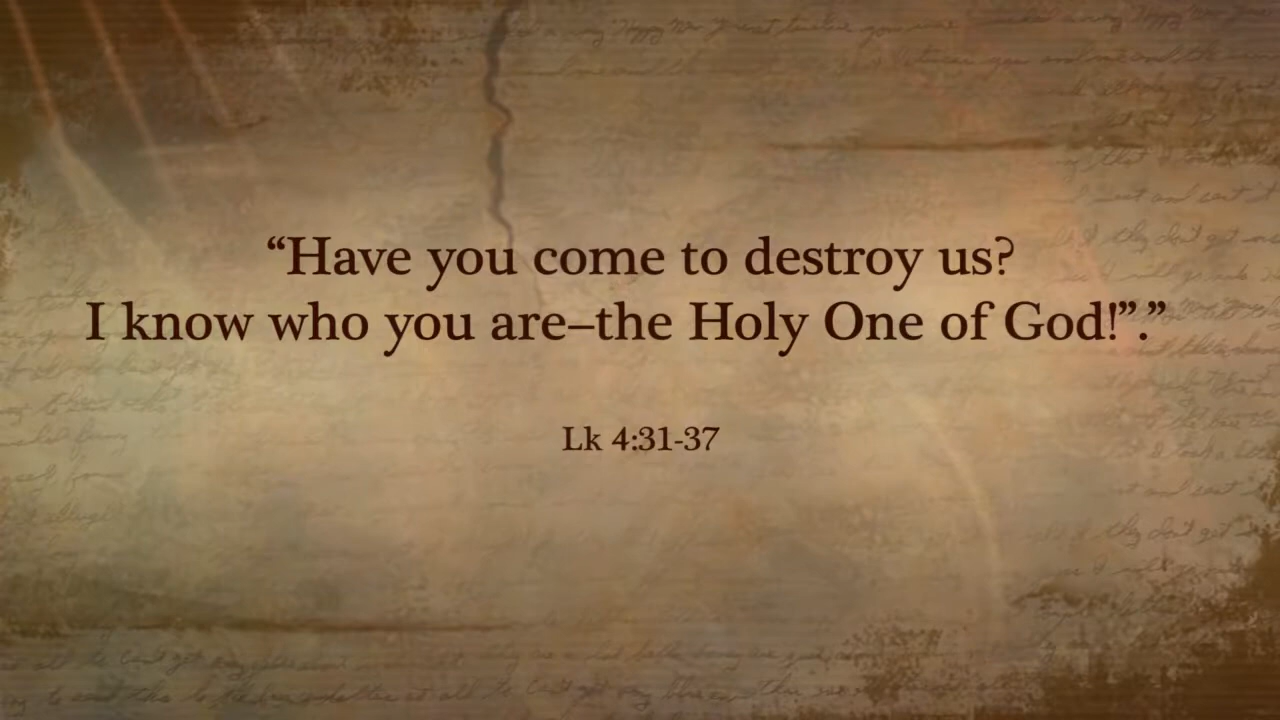 “Have you come to destroy us?
I know who you are–the Holy One of God!”.”
Lk 4:31-37